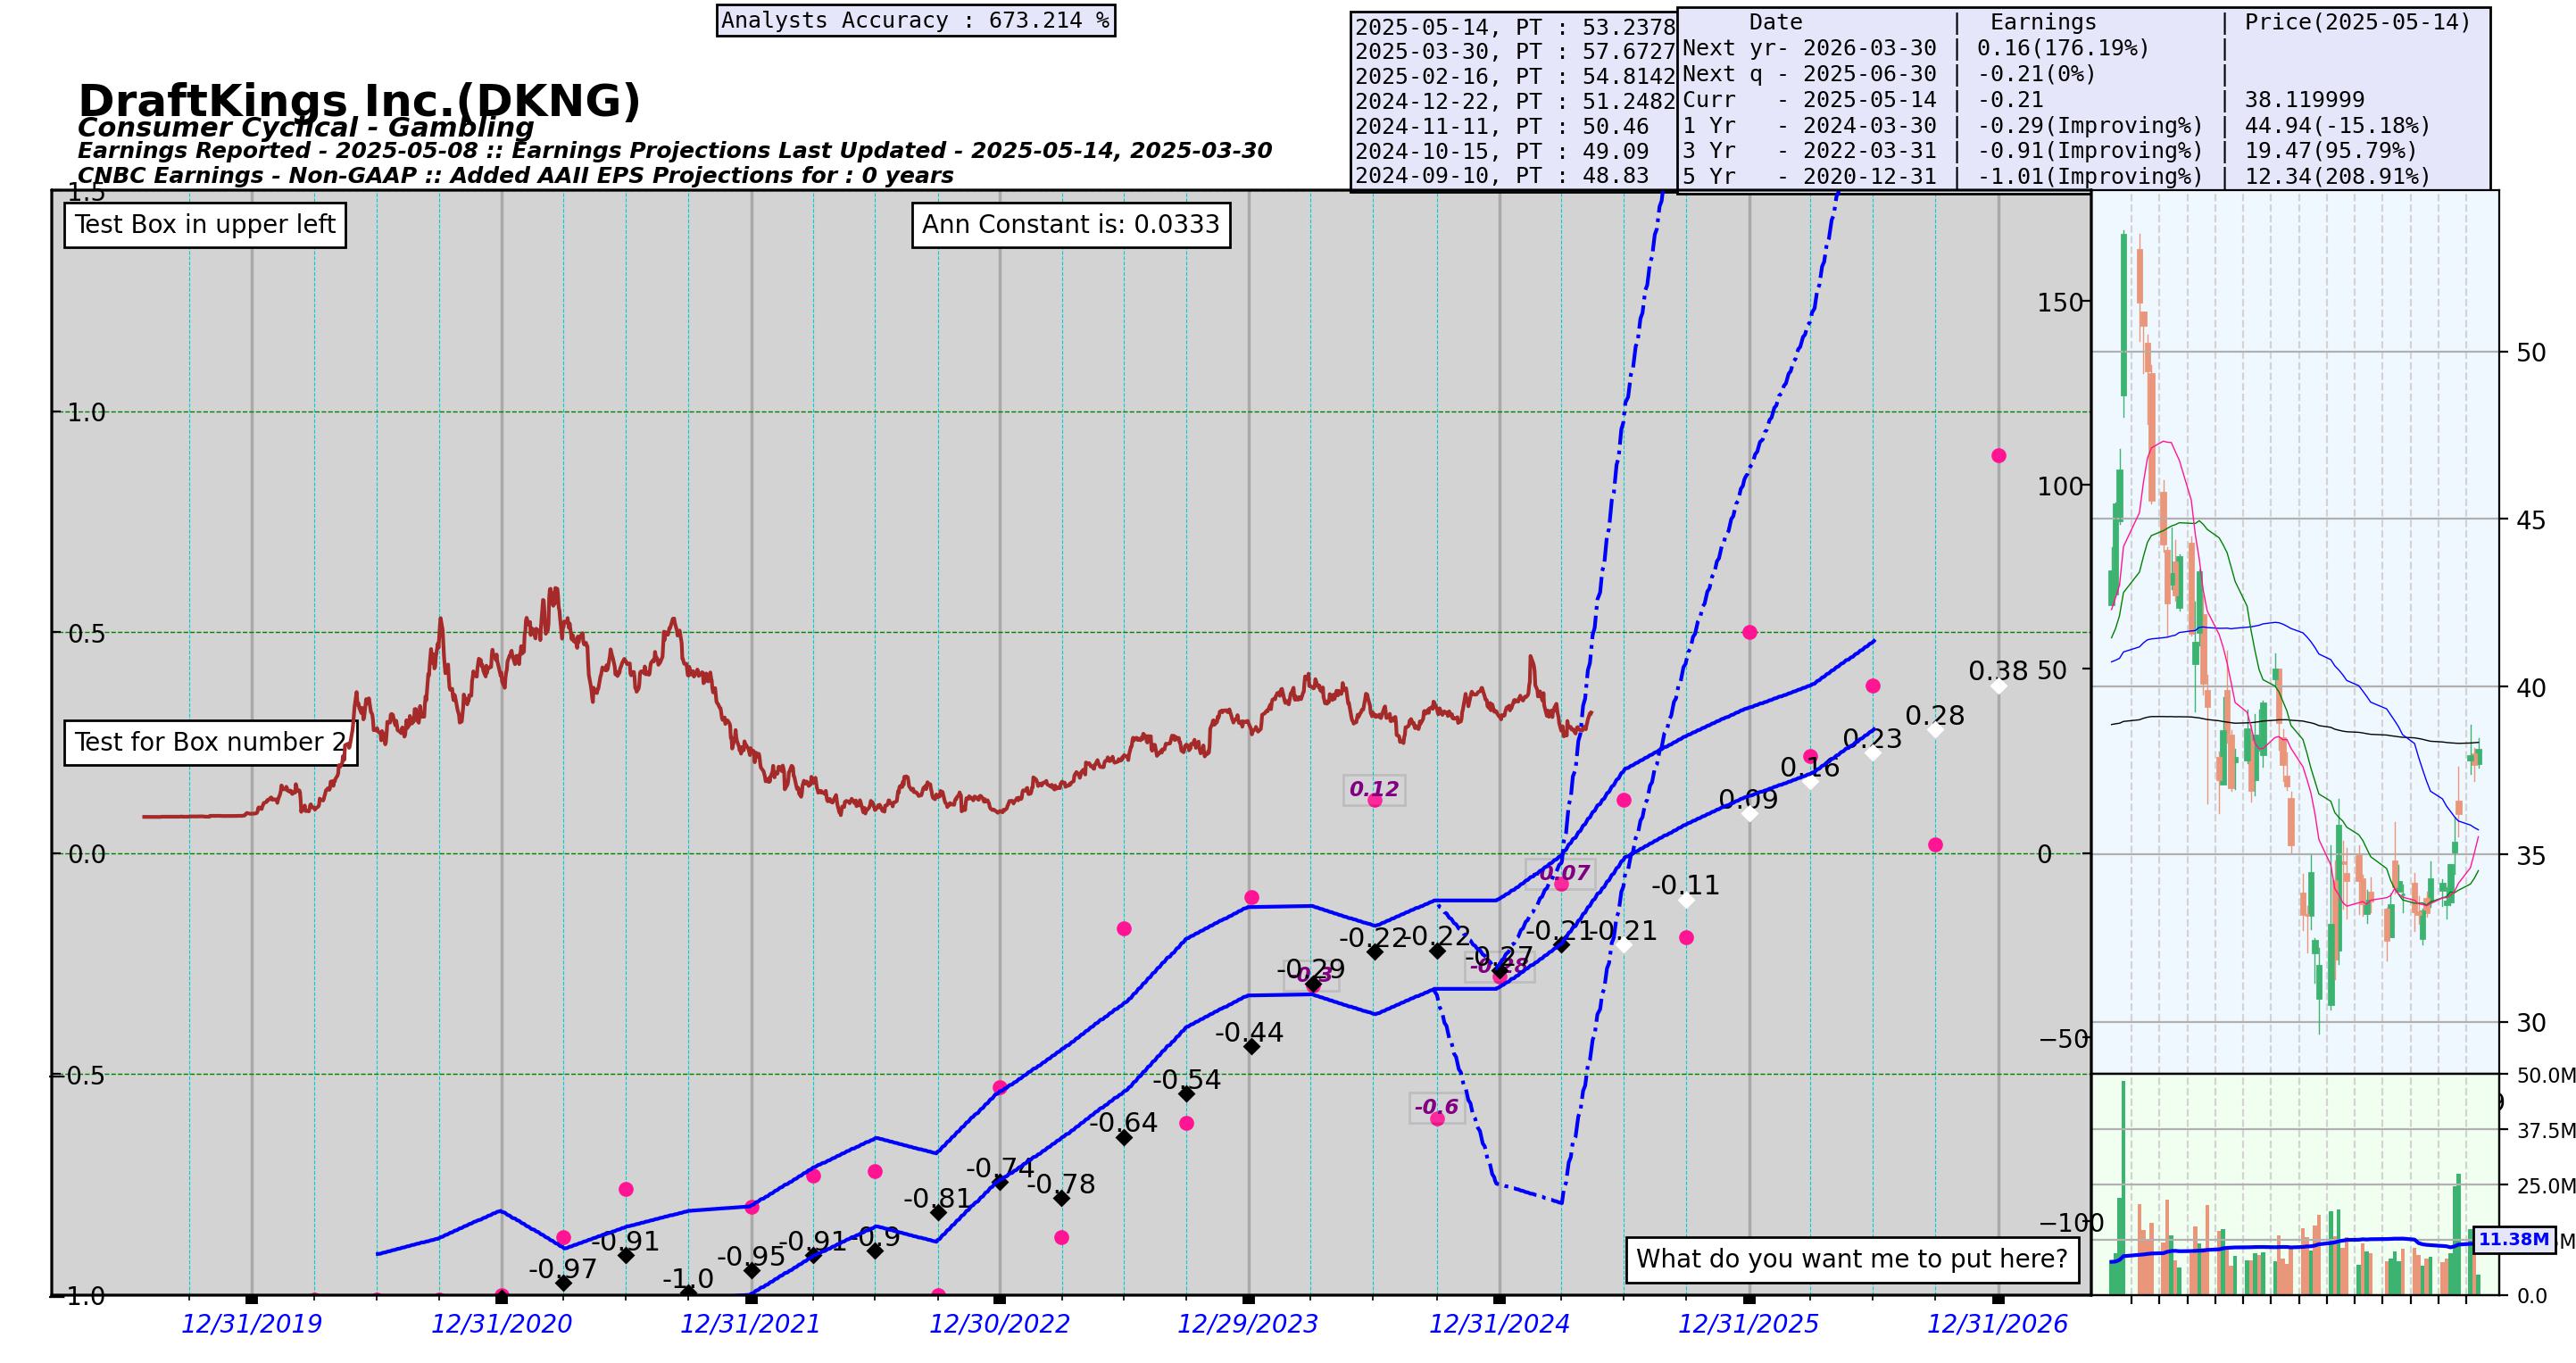 Analysts Accuracy : 673.214 %
2025-05-14, PT : 53.2378
2025-03-30, PT : 57.6727
2025-02-16, PT : 54.8142
2024-12-22, PT : 51.2482
2024-11-11, PT : 50.46
2024-10-15, PT : 49.09
2024-09-10, PT : 48.83
Date | Earnings | Price(2025-05-14)
Next yr- 2026-03-30 | 0.16(176.19%) |
Next q - 2025-06-30 | -0.21(0%) |
Curr - 2025-05-14 | -0.21 | 38.119999
1 Yr - 2024-03-30 | -0.29(Improving%) | 44.94(-15.18%)
3 Yr - 2022-03-31 | -0.91(Improving%) | 19.47(95.79%)
5 Yr - 2020-12-31 | -1.01(Improving%) | 12.34(208.91%)
DraftKings Inc.(DKNG)
Consumer Cyclical - Gambling
Earnings Reported - 2025-05-08 :: Earnings Projections Last Updated - 2025-05-14, 2025-03-30
CNBC Earnings - Non-GAAP :: Added AAII EPS Projections for : 0 years
Test Box in upper left
Ann Constant is: 0.0333
Test for Box number 2
What do you want me to put here?
1.5
1.0
0.5
0.0
−0.5
−1.0
-0.97
-0.91
-1.0
-0.95
-0.91
-0.9
-0.81
-0.74
-0.78
-0.64
-0.54
-0.44
-0.29
-0.3
-0.22
0.12
-0.22
-0.6
-0.27
-0.28
-0.21
0.07
-0.21
-0.11
0.09
0.16
0.23
0.28
0.38
150
100
50
0
−50
−100
50
45
40
35
30
50.0M
37.5M
25.0M
11.38M
0.0
12/31/2019
12/31/2020
12/31/2021
12/30/2022
12/29/2023
12/31/2024
12/31/2025
12/31/2026